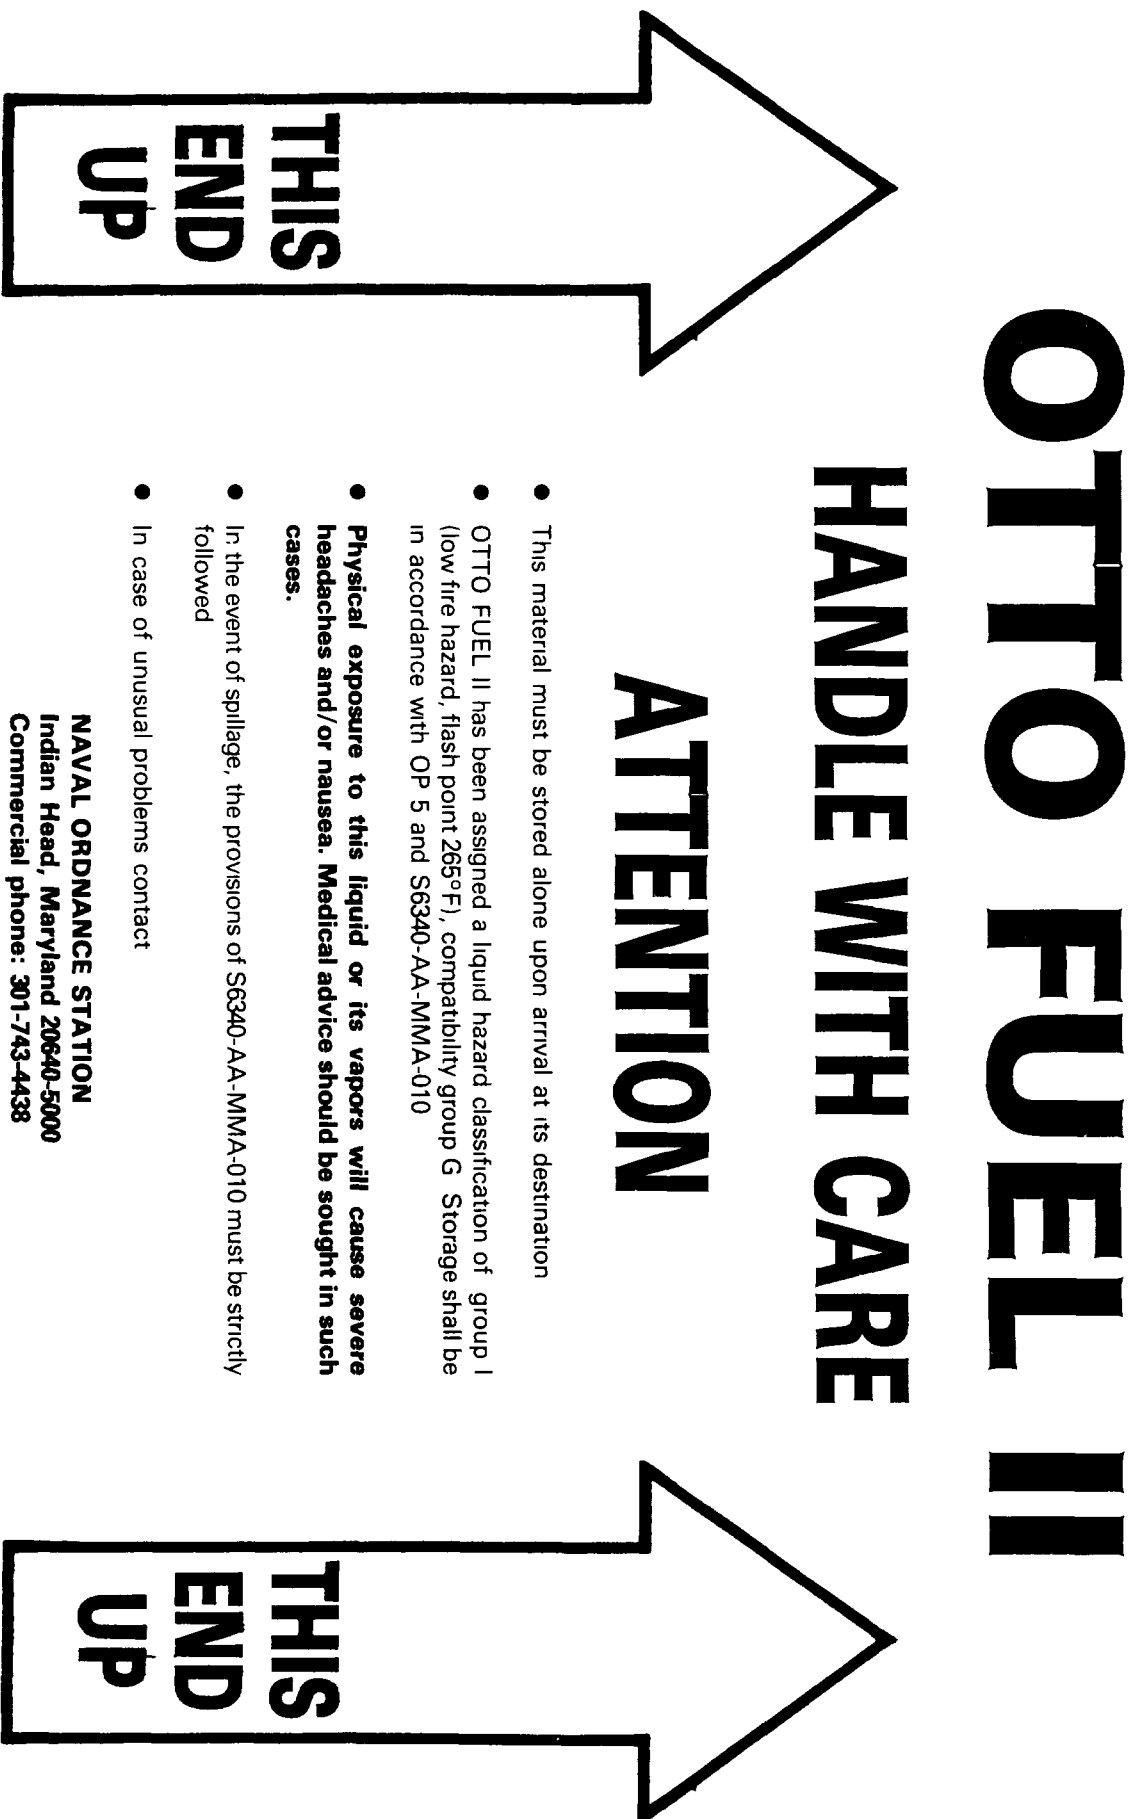 OTTO FUEL II
HANDLE WITH CARE
ATTENTION
● This material must be stored alone upon arrival at its destination
● OTTO FUEL II has been assigned a liquid hazard classification of group I
(low fire hazard, flash point 265°F), compatibility group G Storage shall be
in accordance with OP 5 and S6340-AA-MMA-010
● Physical exposure to this liquid or its vapors will cause severe
headaches and/or nausea. Medical advice should be sought in such
cases.
● In the event of spillage, the provisions of S6340-AA-MMA-010 must be strictly
followed
● In case of unusual problems contact
NAVAL ORDNANCE STATION
Indian Head, Maryland 20640-5000
Commercial phone: 301-743-4438
THIS
END
UP
THIS
END
UP